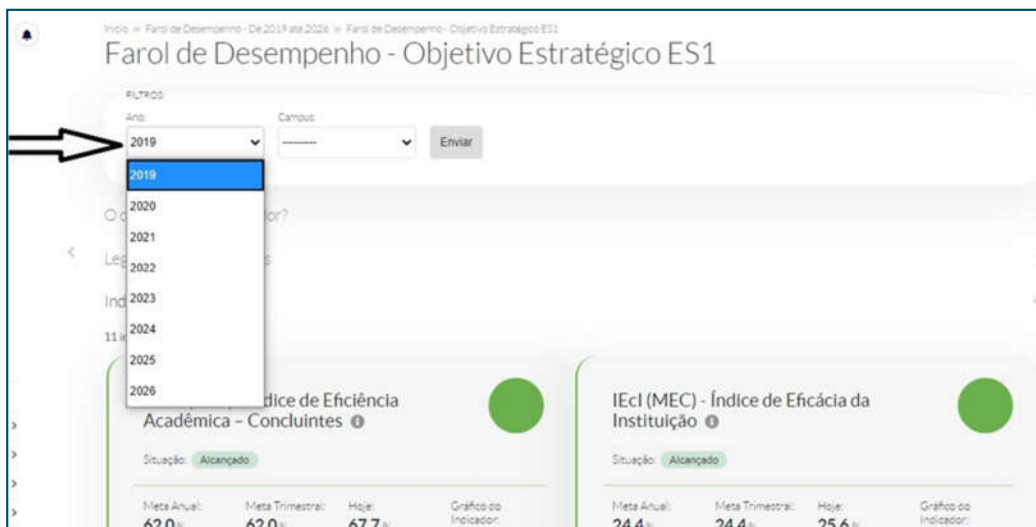 Início » Farol de Desempenho - De 2019 até 2026 » Farol de Desempenho - Objetivo Estratégico ES1
Farol de Desempenho - Objetivo Estratégico ES1
FILTROS:
Ano: Campus:
2019 --------- Enviar
2019
2020
2021
2022
2023
2024
2025
2026
11
dice de Eficiência
Acadêmica – Concluintes
Situação: Alcançado
Meta Anual: Meta Trimestral: Hoje: Gráfico do Indicador:
62.0 62.0 67.7
IEcI (MEC) - Índice de Eficácia da
Instituição
Situação: Alcançado
Meta Anual: Meta Trimestral: Hoje: Gráfico do Indicador:
24.4 24.4 25.6